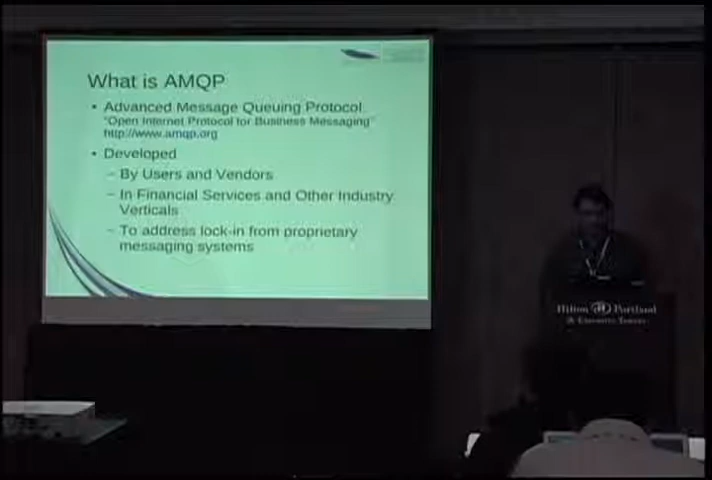 What is AMQP
• Advanced Message Queuing Protocol
"Open Internet Protocol for Business Messaging"
http://www.amqp.org
• Developed
– By Users and Vendors
– In Financial Services and Other Industry
Verticals
– To address lock-in from proprietary
messaging systems
Hilton Portland
& Executive Tower